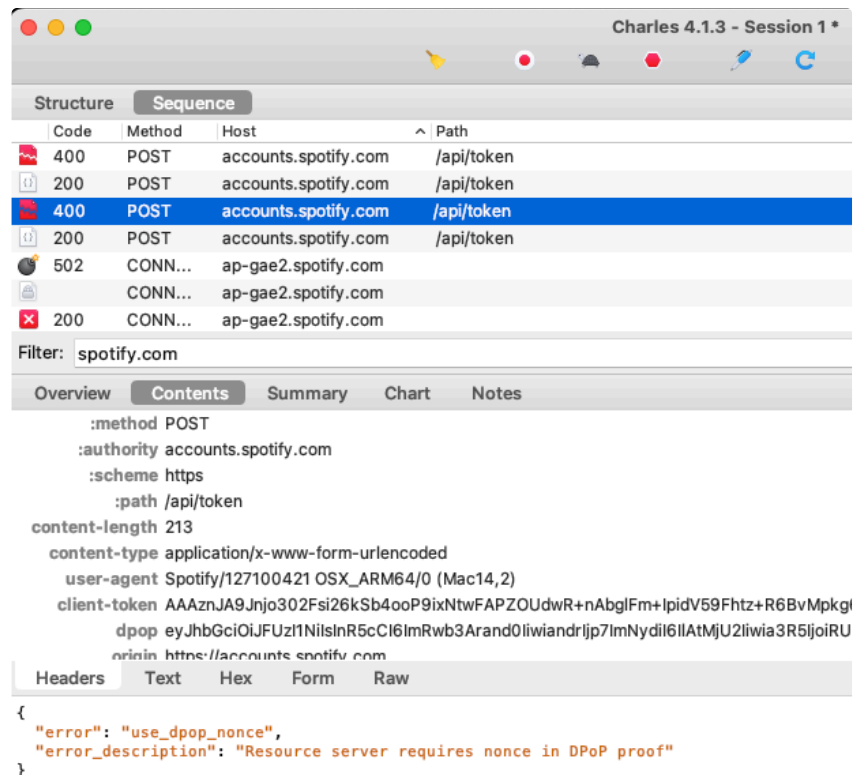 Charles 4.1.3 - Session 1 *
Structure Sequence
Code Method Host Path
400 POST accounts.spotify.com /api/token
200 POST accounts.spotify.com /api/token
400 POST accounts.spotify.com /api/token
200 POST accounts.spotify.com /api/token
502 CONN... ap-gae2.spotify.com
CONN... ap-gae2.spotify.com
200 CONN... ap-gae2.spotify.com
Filter: spotify.com
Overview Contents Summary Chart Notes
:method POST
:authority accounts.spotify.com
:scheme https
:path /api/token
content-length 213
content-type application/x-www-form-urlencoded
user-agent Spotify/127100421 OSX_ARM64/0 (Mac14,2)
client-token
dpop
origin https://accounts.spotify.com
Headers Text Hex Form Raw
{
"error": "use_dpop_nonce",
"error_description": "Resource server requires nonce in DPoP proof"
}